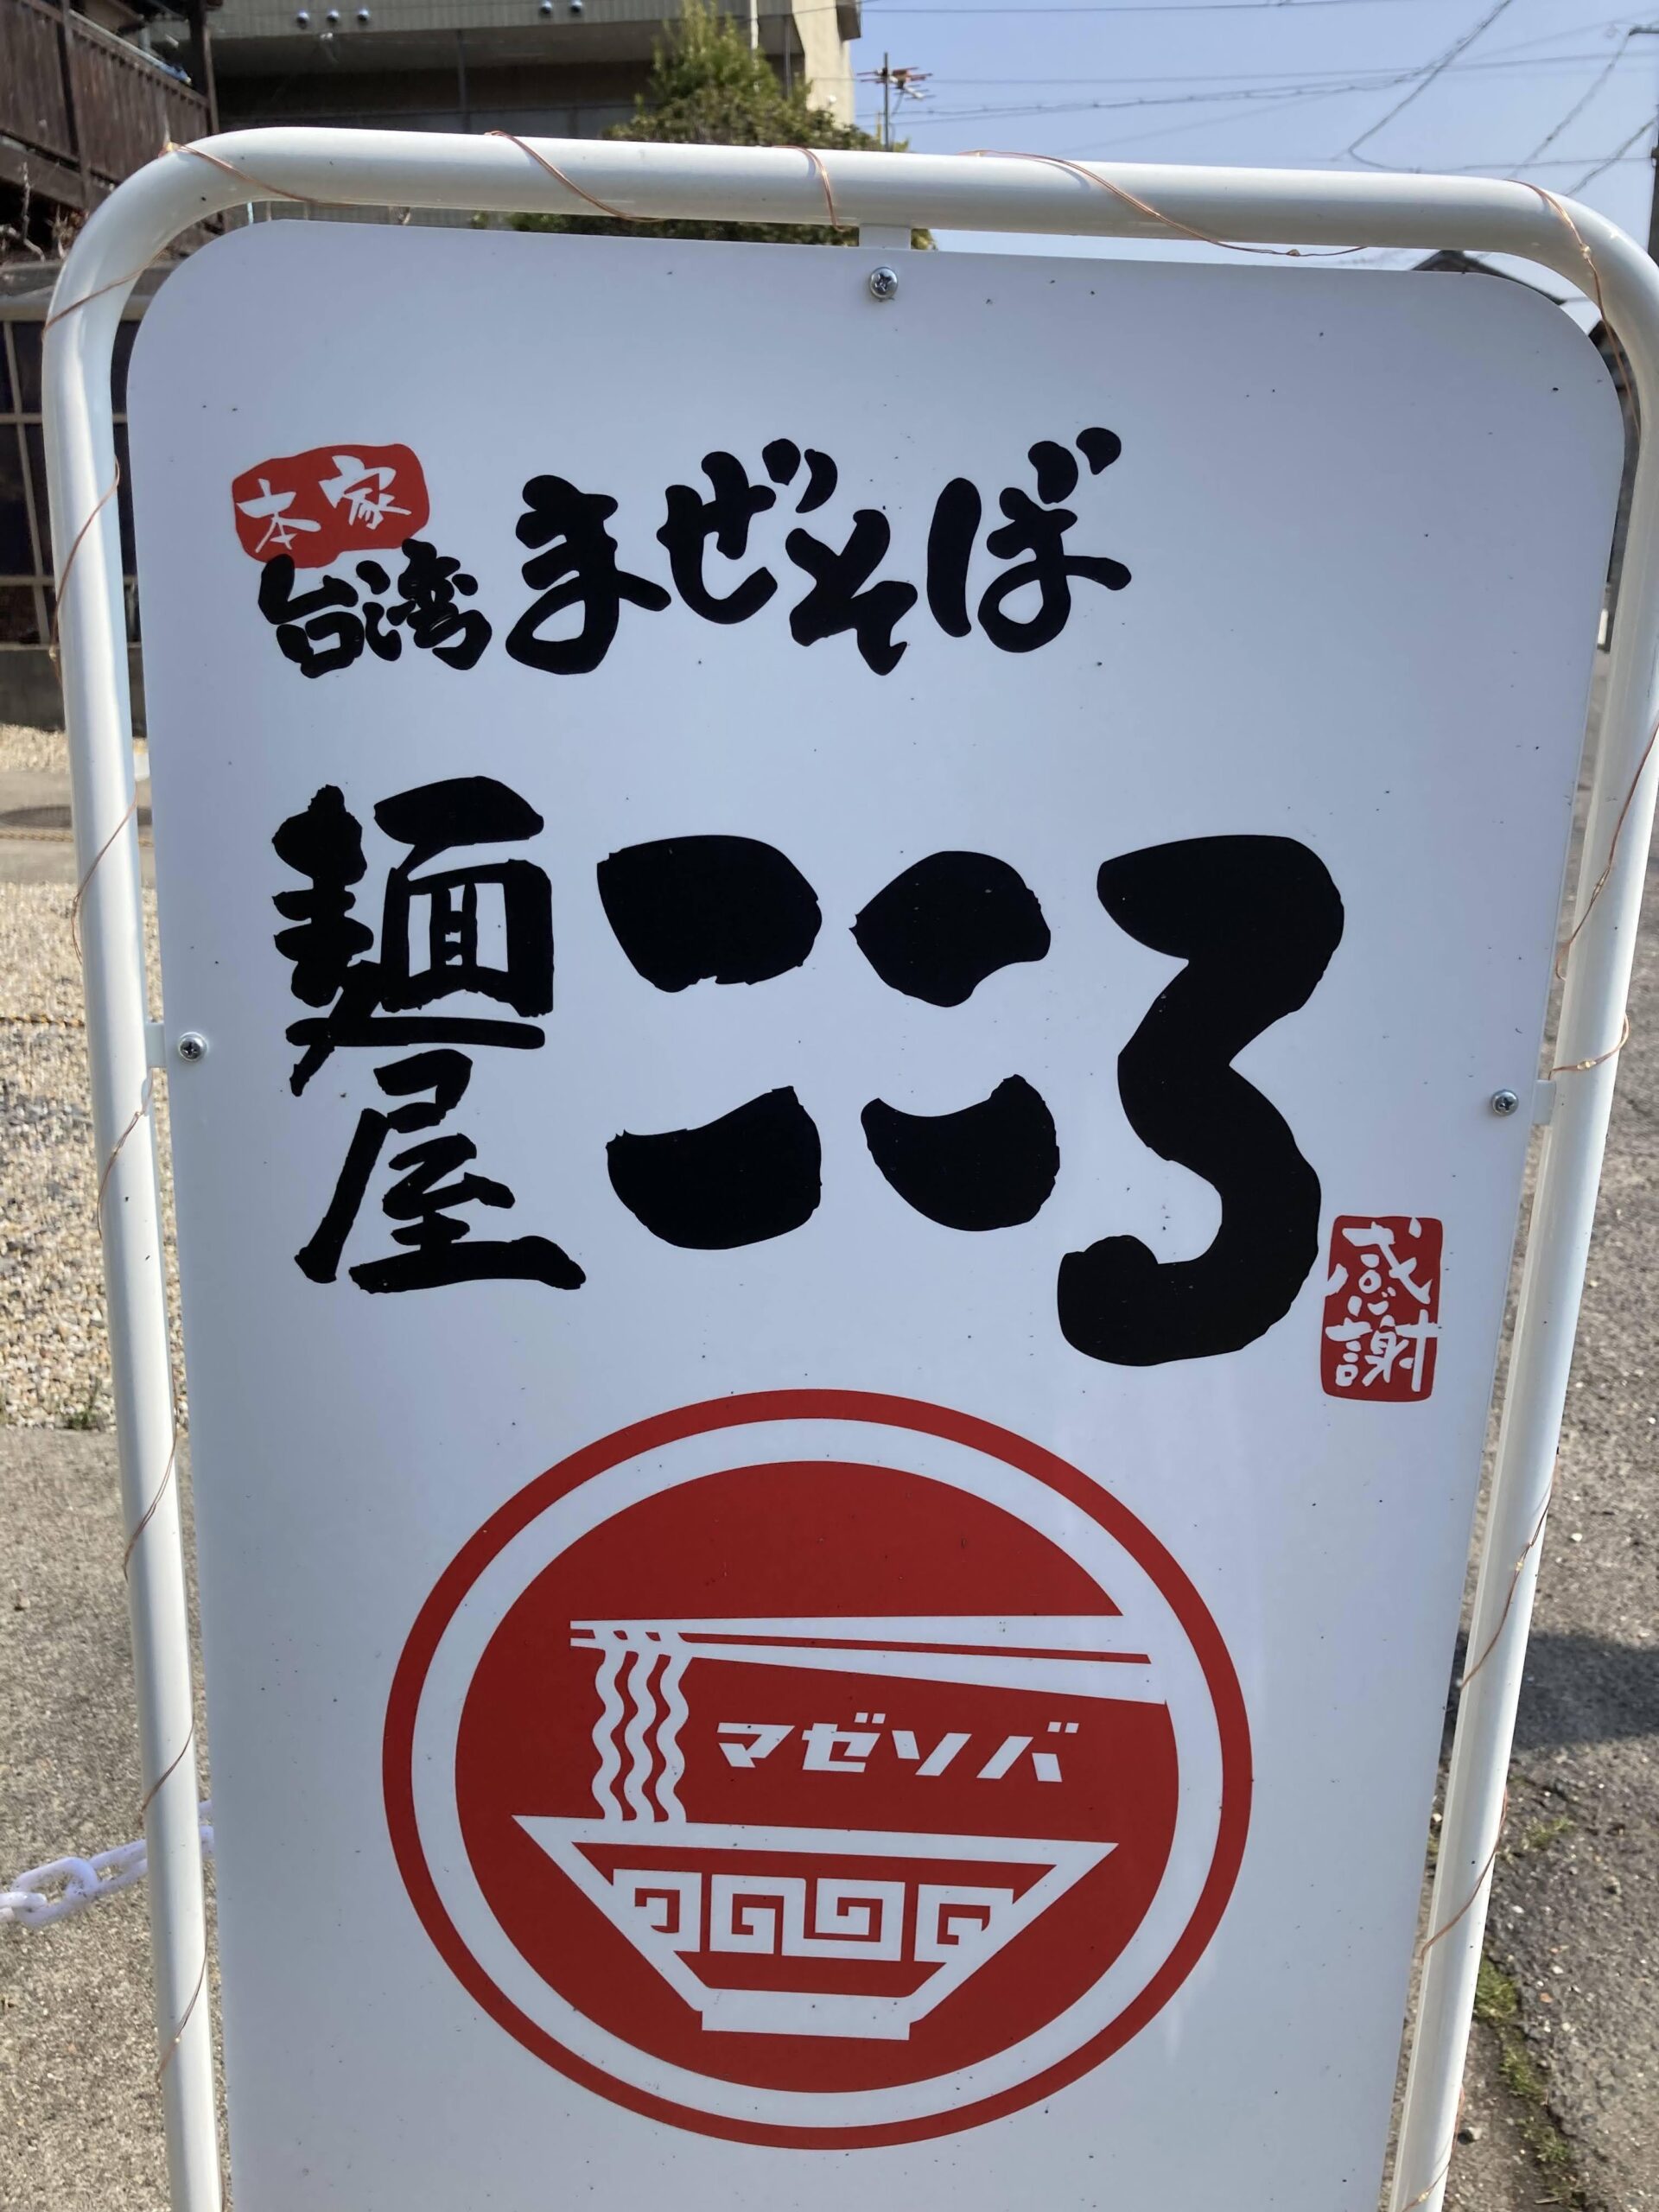 本家
台湾まぜそば
麺屋こころ
感謝
マゼソバ